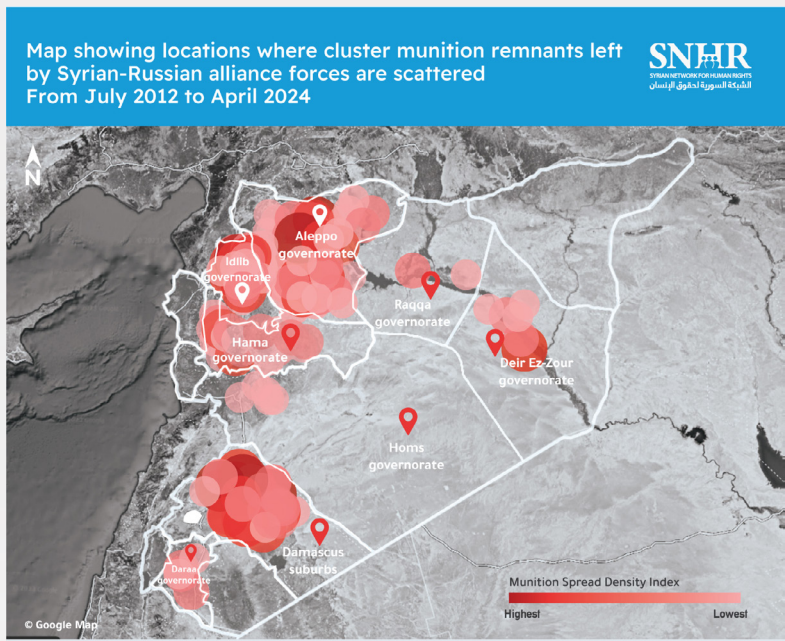 Map showing locations where cluster munition remnants left
by Syrian-Russian alliance forces are scattered
From July 2012 to April 2024
SNHR
SYRIAN NETWORK FOR HUMAN RIGHTS
الشبكة السورية لحقوق الإنسان
N
Aleppo
governorate
Idlib
governorate
Raqqa
governorate
Hama
governorate
Deir Ez-Zour
governorate
Homs
governorate
Damascus
suburbs
Daraa
governorate
Munition Spread Density Index
Highest
Lowest
© Google Map